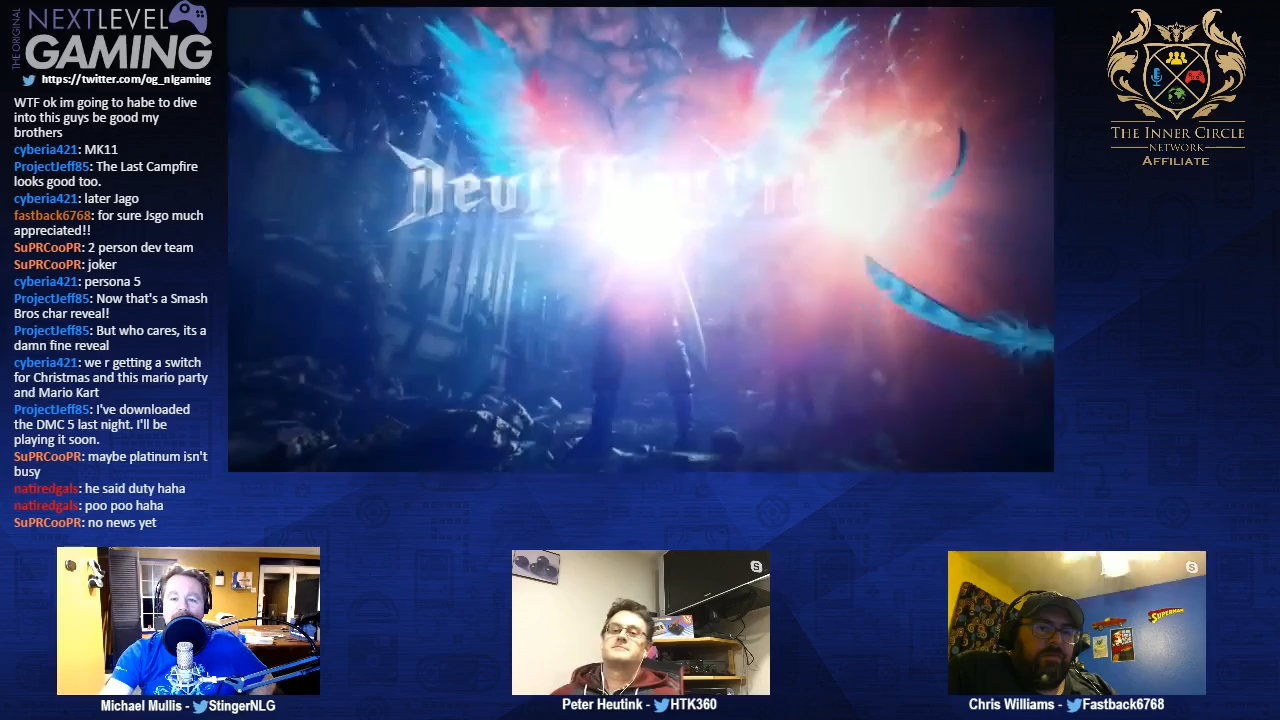 THE ORIGINAL
NEXTLEVEL
GAMING
https://twitter.com/og_nlgaming
WTF ok im going to habe to dive
into this guys be good my
brothers
cyberia421: MK11
ProjectJeff85: The Last Campfire
looks good too.
cyberia421: later Jago
fastback6768: for sure Jsgo much
appreciated!!
SuPRCooPR: 2 person dev team
SuPRCooPR: joker
cyberia421: persona 5
ProjectJeff85: Now that's a Smash
Bros char reveal!
ProjectJeff85: But who cares, its a
damn fine reveal
cyberia421: we r getting a switch
for Christmas and this mario party
and Mario Kart
ProjectJeff85: I've downloaded
the DMC 5 last night. I'll be
playing it soon.
SuPRCooPR: maybe platinum isn't
busy
natiredgals: he said duty haha
natiredgals: poo poo haha
SuPRCooPR: no news yet
THE INNER CIRCLE
NETWORK
AFFILIATE
SUPERMAN
Michael Mullis - StingerNLG
Peter Heutink - HTK360
Chris Williams - Fastback6768